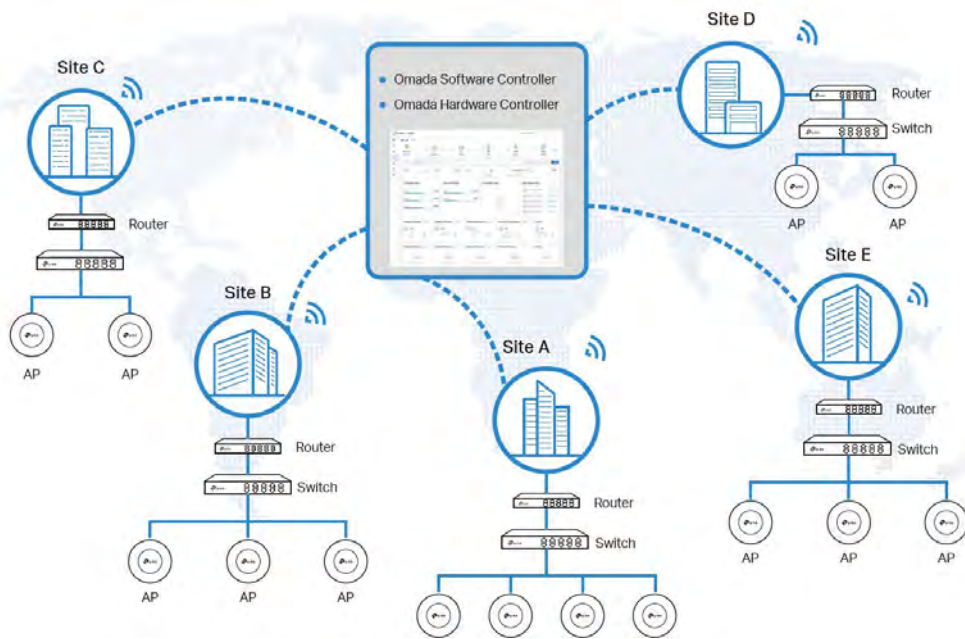 Site D
Site C
• Omada Software Controller
• Omada Hardware Controller
Router
Switch
AP
AP
Router
Site E
Site B
Site A
AP
AP
Router
Router
Switch
Switch
Router
Switch
AP
AP
AP
AP
AP
AP